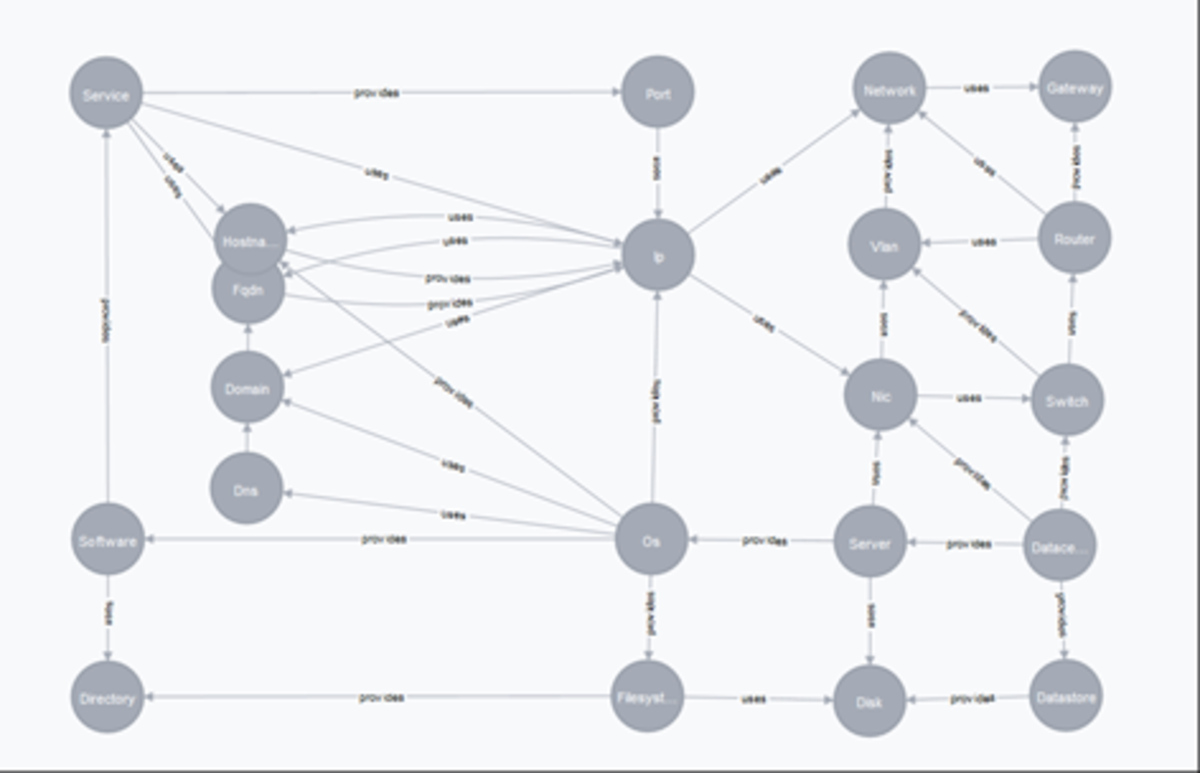 Service
provides
Port
Network
uses
Gateway
uses
uses
uses
uses
uses
provides
uses
provides
Hostna...
uses
uses
Ip
Vlan
uses
Router
provides
Fqdn
provides
uses
provides
uses
uses
provides
uses
uses
Domain
provides
provides
Nic
uses
Switch
uses
uses
provides
provides
Dns
uses
Software
provides
Os
provides
Server
provides
Datace...
uses
provides
uses
provides
Directory
provides
Filesyst...
uses
Disk
provides
Datastore